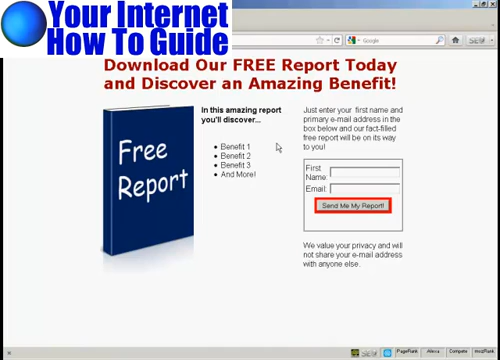 Your Internet
How To Guide
Google
Download Our FREE Report Today
and Discover an Amazing Benefit!
Free
Report
In this amazing report
you'll discover...
Benefit 1
Benefit 2
Benefit 3
And More!
Just enter your first name and
primary e-mail address in the
box below and our fact-filled
free report will be on its way
to you!
First
Name:
Email:
Send Me My Report!
We value your privacy and will
not share your e-mail address
with anyone else.
PageRank
Alexa
Compete
mozRank